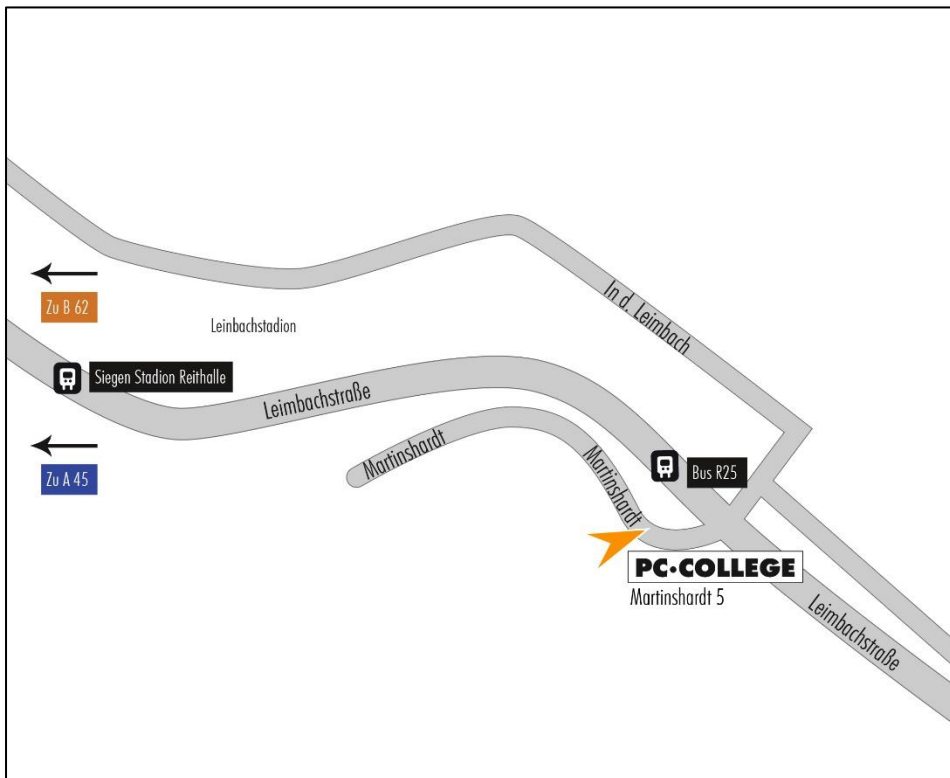 In d. Leimbach
Zu B 62
Leinbachstadion
Siegen Stadion Reithalle
Leimbachstraße
Martinshardt
Martinshardt
Zu A 45
Bus R25
PC·COLLEGE
Martinshardt 5
Leimbachstraße